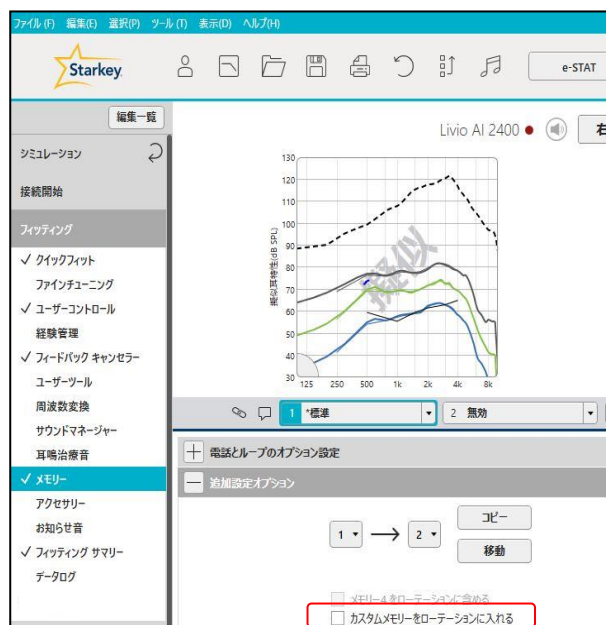 ファイル(F) 編集(E) 選択(P) ツール(T) 表示(D) ヘルプ(H)
Starkey
e-STAT
編集一覧
Livio AI 2400
右
シミュレーション
接続開始
フィッティング
クイックフィット
ファインチューニング
ユーザーコントロール
経験管理
フィードバック キャンセラー
ユーザーツール
周波数変換
サウンドマネージャー
耳鳴治療音
メモリー
アクセサリー
お知らせ音
フィッティング サマリー
データログ
擬似耳特性(dB SPL)
130
120
110
100
90
80
70
60
50
40
30
125 250 500 1k 2k 4k 8k
擬似
1 *標準
2 無効
電話とループのオプション設定
追加設定オプション
1 → 2
コピー
移動
メモリー4をローテーションに含める
カスタムメモリーをローテーションに入れる